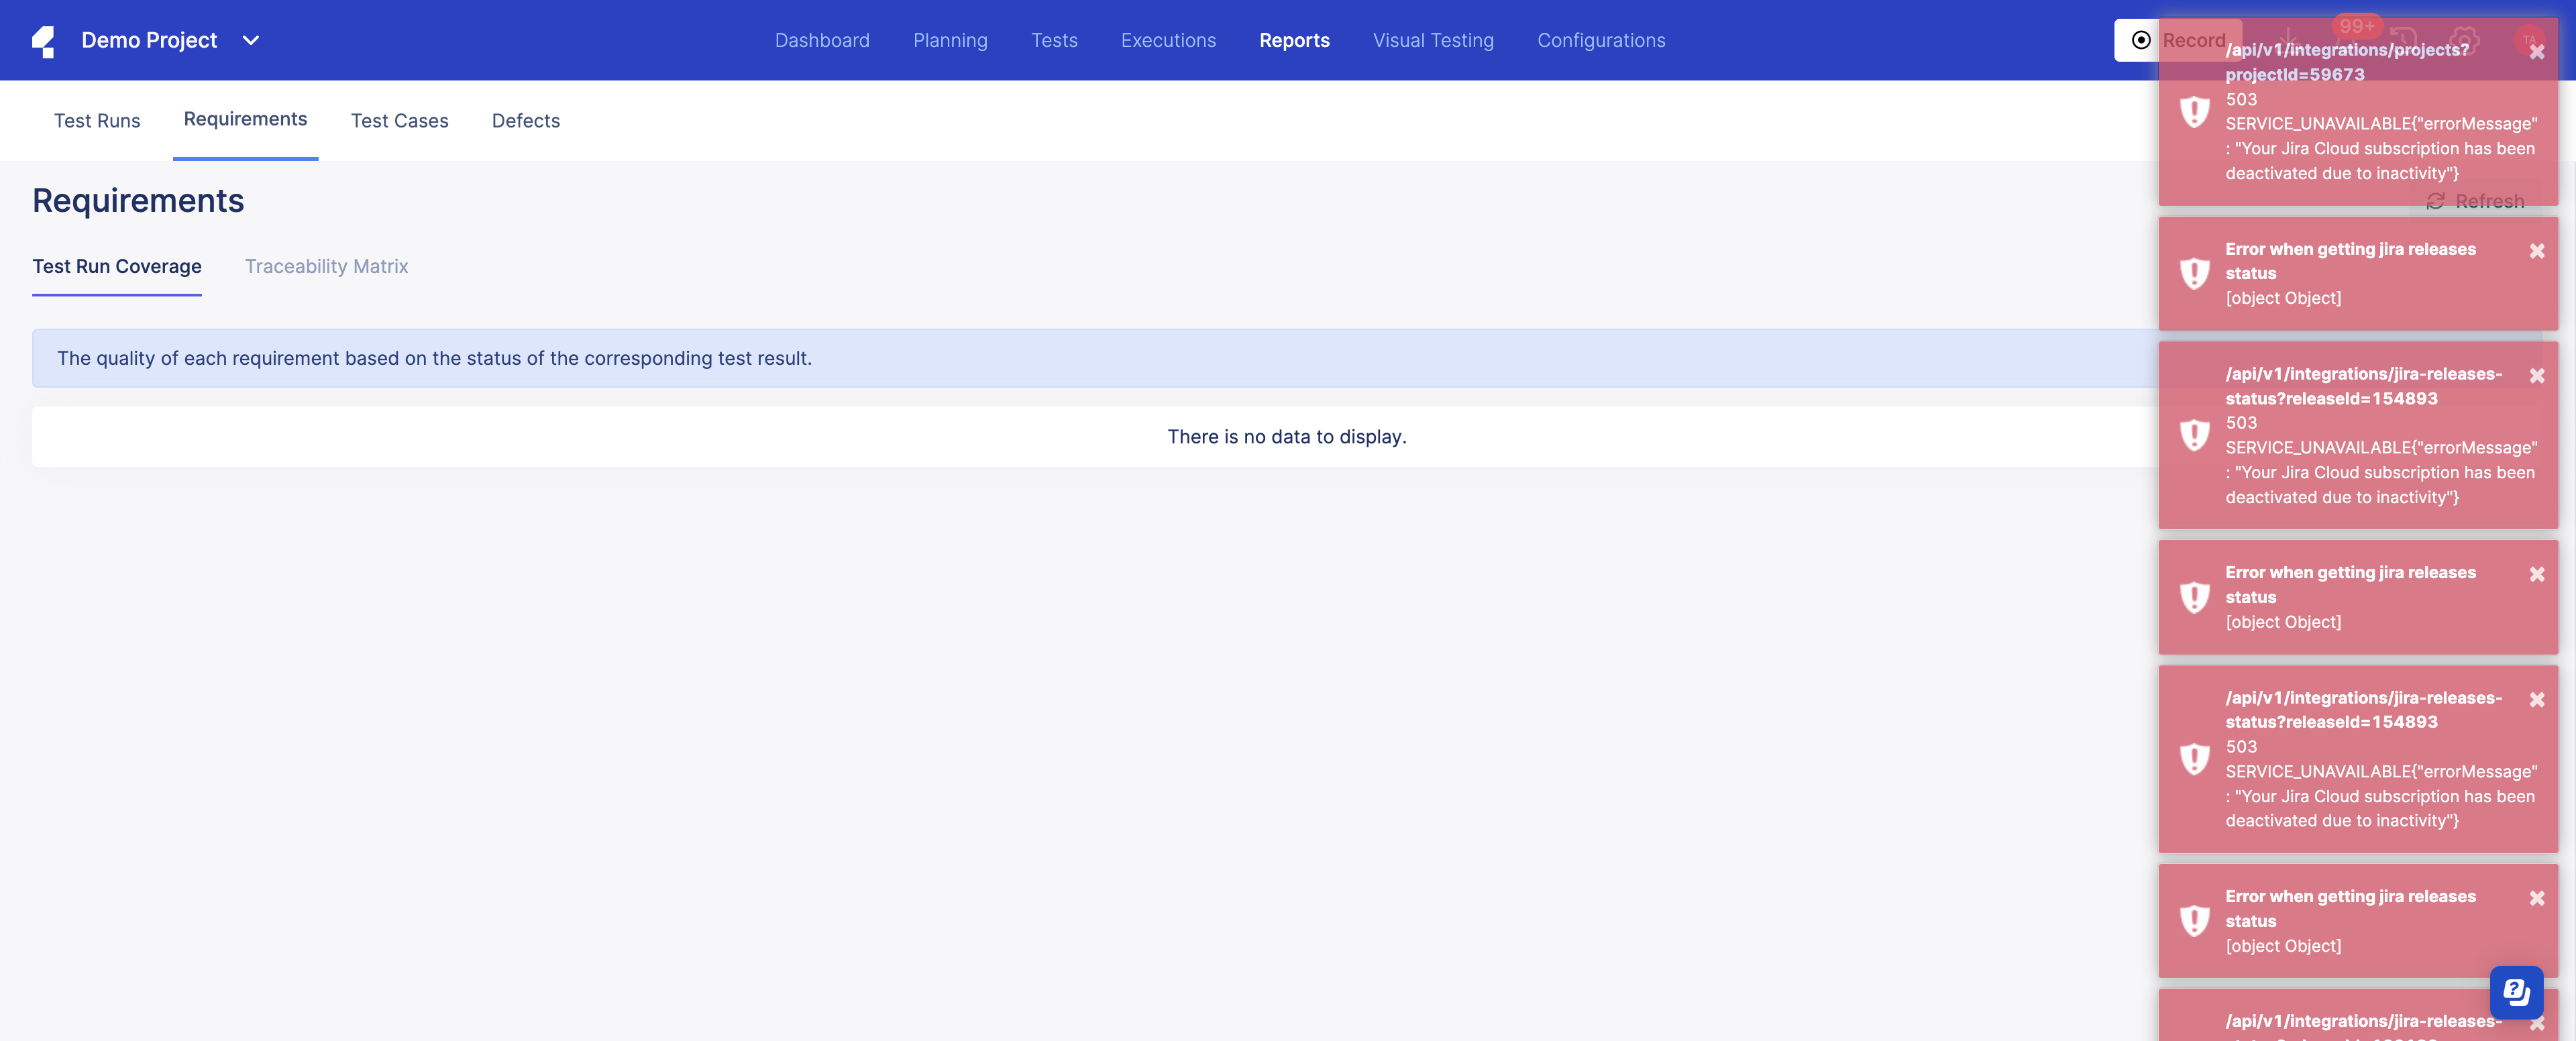 Demo Project
Dashboard
Planning
Tests
Executions
Reports
Visual Testing
Configurations
Record
99+
TA
Test Runs
Requirements
Test Cases
Defects
Requirements
Refresh
Test Run Coverage
Traceability Matrix
The quality of each requirement based on the status of the corresponding test result.
There is no data to display.
/api/v1/integrations/projects?
projectId=59673
503
SERVICE_UNAVAILABLE{"errorMessage"
: "Your Jira Cloud subscription has been
deactivated due to inactivity"}
Error when getting jira releases
status
[object Object]
/api/v1/integrations/jira-releases-
status?releaseId=154893
503
SERVICE_UNAVAILABLE{"errorMessage"
: "Your Jira Cloud subscription has been
deactivated due to inactivity"}
Error when getting jira releases
status
[object Object]
/api/v1/integrations/jira-releases-
status?releaseId=154893
503
SERVICE_UNAVAILABLE{"errorMessage"
: "Your Jira Cloud subscription has been
deactivated due to inactivity"}
Error when getting jira releases
status
[object Object]
/api/v1/integrations/jira-releases-